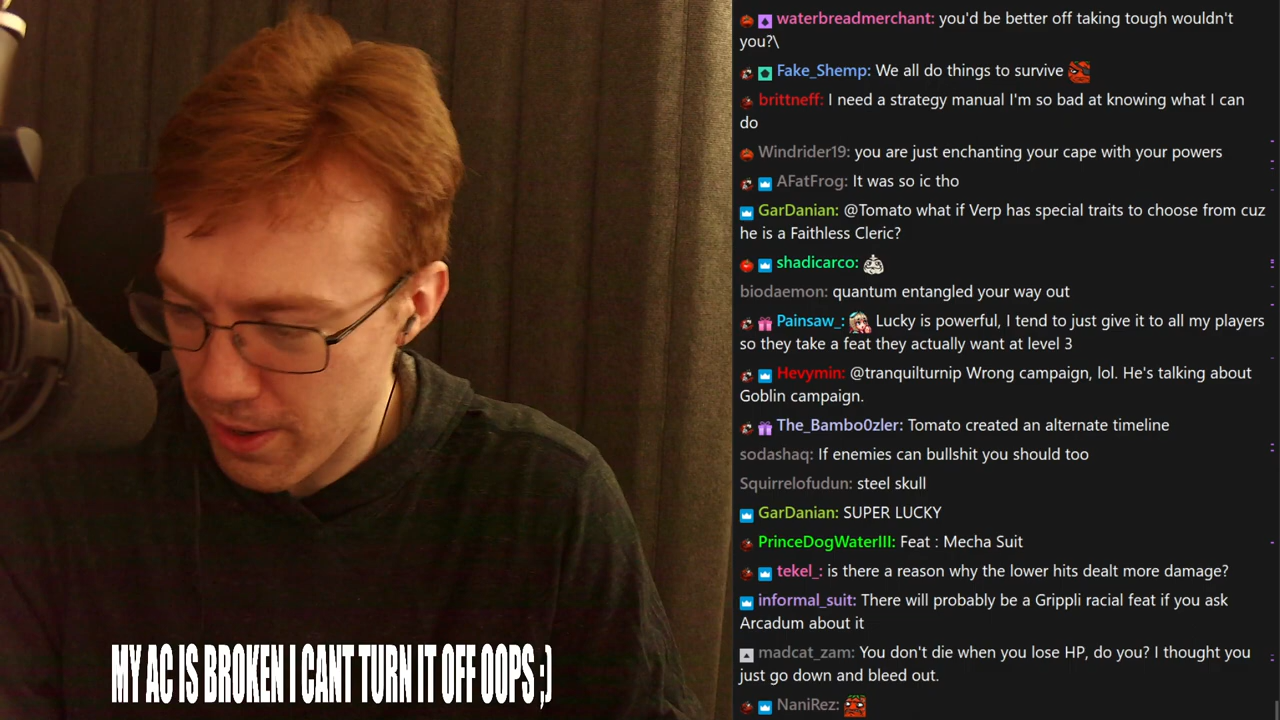 waterbreadmerchant: you'd be better off taking tough wouldn't
you?\
Fake_Shemp: We all do things to survive
brittneff: I need a strategy manual I'm so bad at knowing what I can
do
Windrider19: you are just enchanting your cape with your powers
AFatFrog: It was so ic tho
GarDanian: @Tomato what if Verp has special traits to choose from cuz
he is a Faithless Cleric?
shadicarco:
biodaemon: quantum entangled your way out
Painsaw_: Lucky is powerful, I tend to just give it to all my players
so they take a feat they actually want at level 3
Hevymin: @tranquilturnip Wrong campaign, lol. He's talking about
Goblin campaign.
The_Bambo0zler: Tomato created an alternate timeline
sodashaq: If enemies can bullshit you should too
Squirrelofudun: steel skull
GarDanian: SUPER LUCKY
PrinceDogWaterIII: Feat : Mecha Suit
tekel_: is there a reason why the lower hits dealt more damage?
informal_suit: There will probably be a Grippli racial feat if you ask
Arcadum about it
madcat_zam: You don't die when you lose HP, do you? I thought you
just go down and bleed out.
NaniRez:
MY AC IS BROKEN I CANT TURN IT OFF OOPS ;)